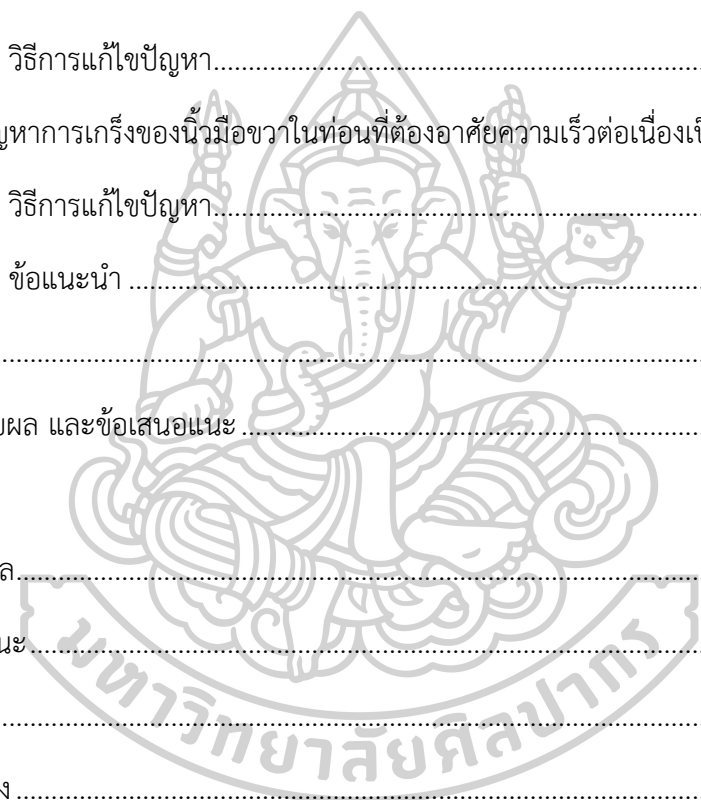 วิธีการแก้ไขปัญหา
ญหาการเกร็งของนิ้วมือขวาในท่อนที่ต้องอาศัยความเร็วต่อเนื่องเป็
วิธีการแก้ไขปัญหา
ข้อแนะนำ
ผล และข้อเสนอแนะ
ล
นะ
ง
มหาวิทยาลัยศิลปากร